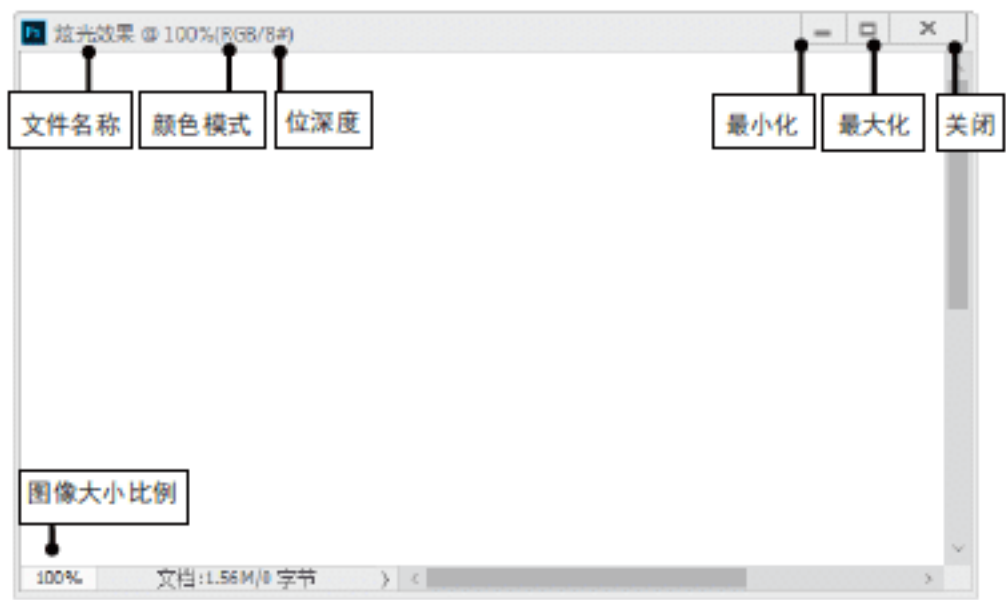 Ps 炫光效果 @ 100%(RGB/8#)
文件名称 颜色模式 位深度 最小化 最大化 关闭
图像大小比例
100% 文档:1.56M/0 字节